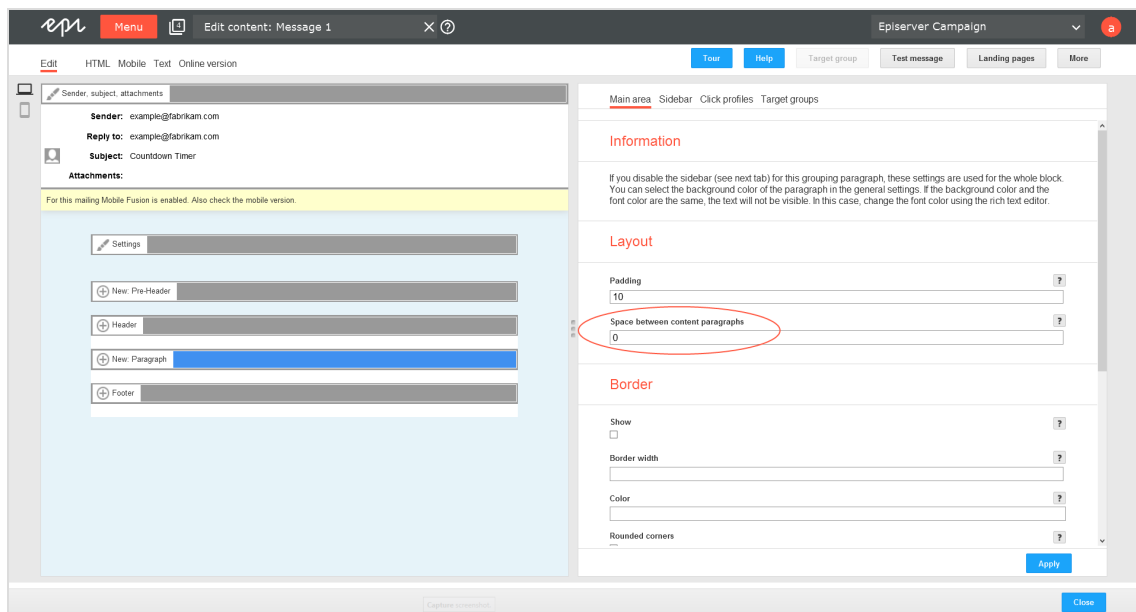 epi
Menu
4
Edit content: Message 1
Episerver Campaign
a
Edit
HTML
Mobile
Text
Online version
Tour
Help
Target group
Test message
Landing pages
More
Sender, subject, attachments
Sender: example@fabrikam.com
Reply to: example@fabrikam.com
Subject: Countdown Timer
Attachments:
For this mailing Mobile Fusion is enabled. Also check the mobile version.
Settings
New: Pre-Header
Header
New: Paragraph
Footer
Main area
Sidebar
Click profiles
Target groups
Information
If you disable the sidebar (see next tab) for this grouping paragraph, these settings are used for the whole block.
You can select the background color of the paragraph in the general settings. If the background color and the
font color are the same, the text will not be visible. In this case, change the font color using the rich text editor.
Layout
Padding
?
10
Space between content paragraphs
?
0
Border
Show
?
Border width
?
Color
?
Rounded corners
?
Apply
Capture screenshot
Close